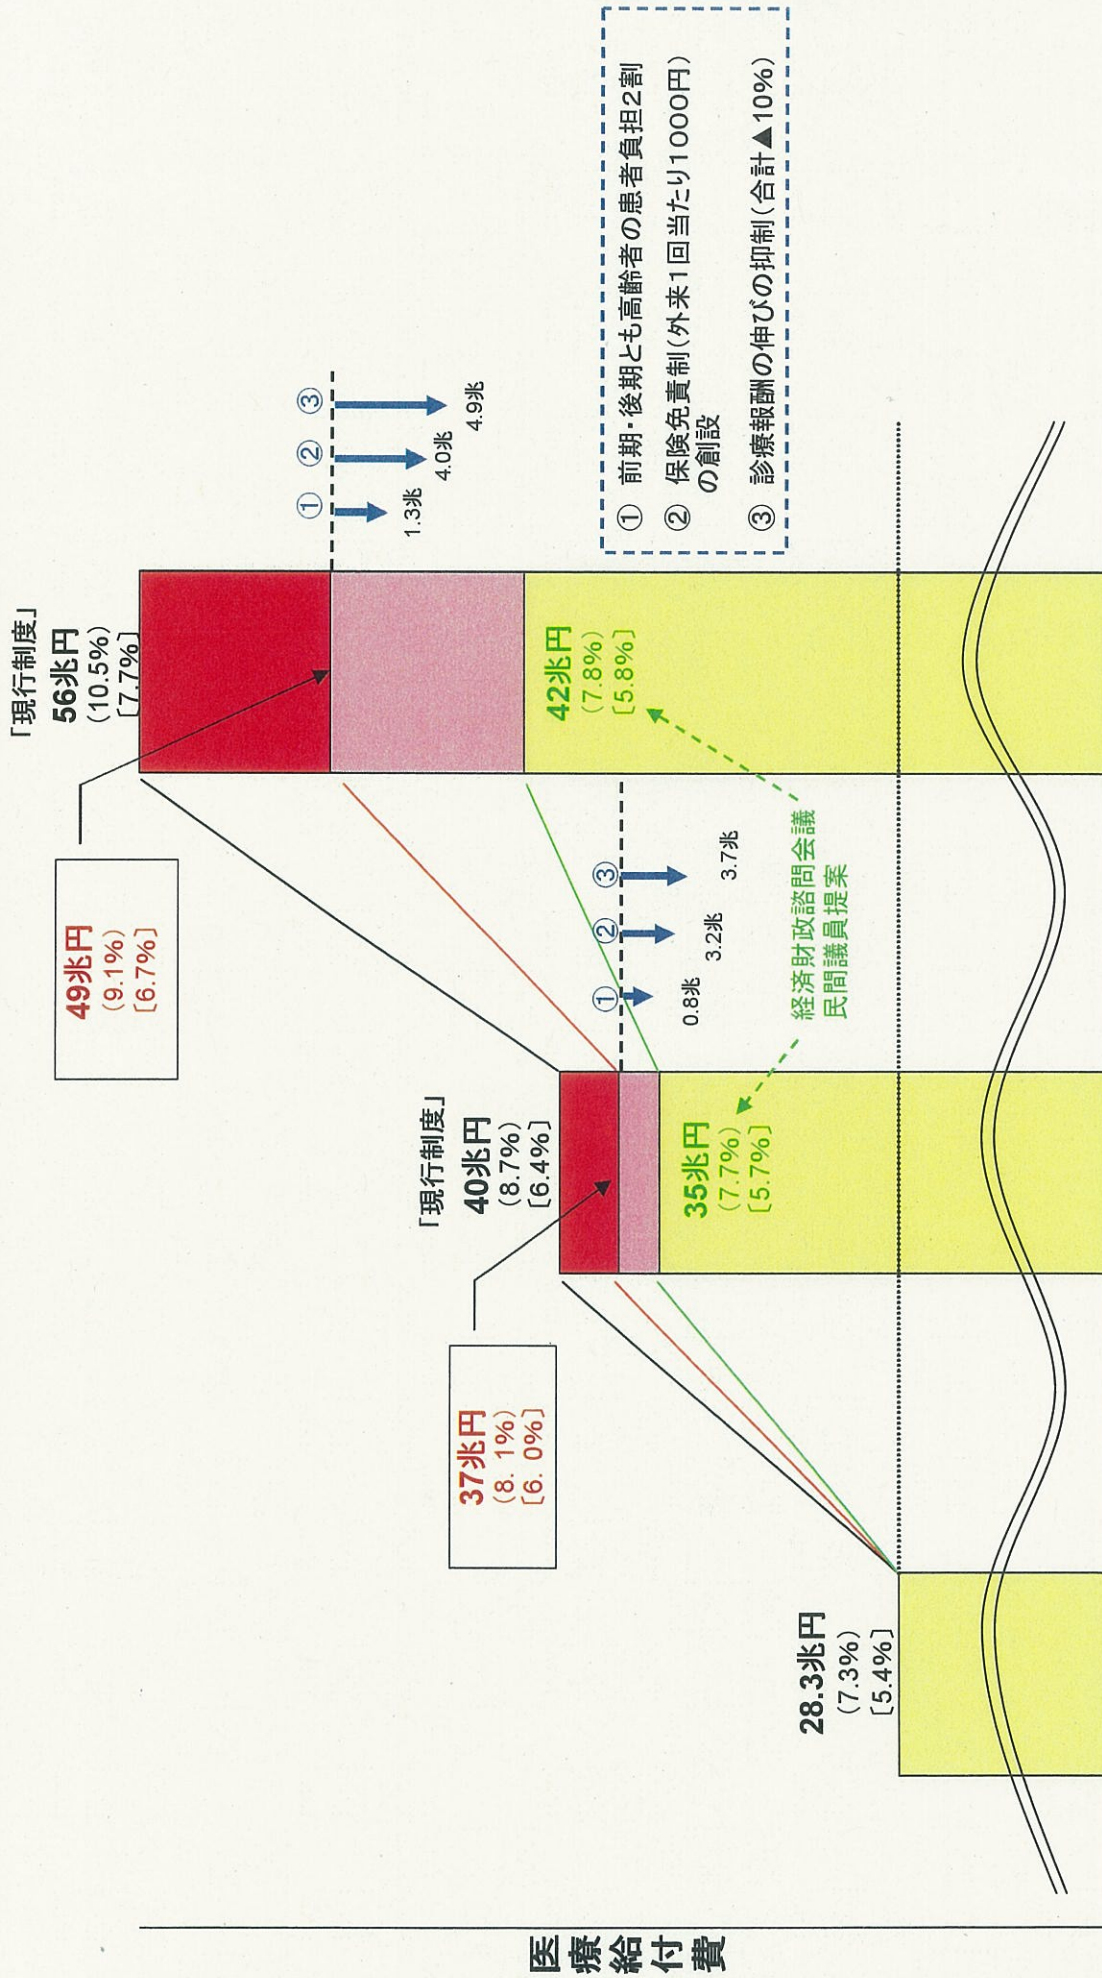 医療給付費
28.3兆円
（7.3%）
［5.4%］
「現行制度」
40兆円
（8.7%）
［6.4%］
37兆円
（8. 1%）
［6. 0%］
35兆円
（7.7%）
［5.7%］
「現行制度」
56兆円
（10.5%）
［7.7%］
49兆円
（9.1%）
［6.7%］
42兆円
（7.8%）
［5.8%］
① ② ③
0.8兆
3.2兆
3.7兆
① ② ③
1.3兆
4.0兆
4.9兆
経済財政諮問会議
民間議員提案
① 前期・後期とも高齢者の患者負担2割
② 保険免責制（外来1回当たり1000円）
の創設
③ 診療報酬の伸びの抑制（合計▲10%）